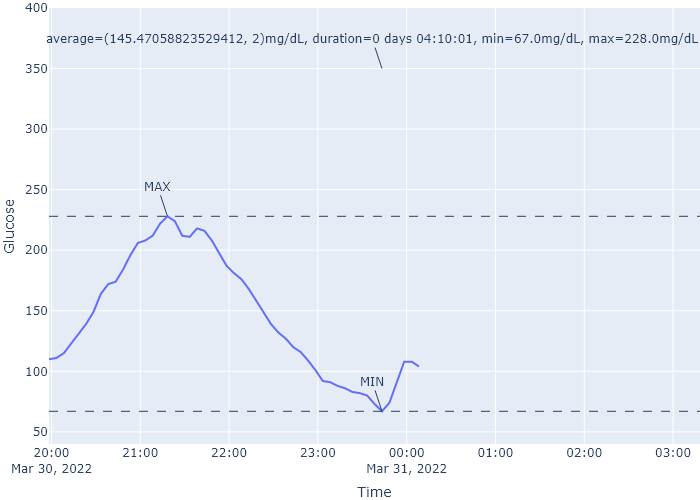 400
average=(145.47058823529412, 2)mg/dL, duration=0 days 04:10:01, min=67.0mg/dL, max=228.0mg/dL
350
300
250
200
150
100
50
MAX
MIN
Glucose
20:00 21:00 22:00 23:00 00:00 01:00 02:00 03:00
Mar 30, 2022 Mar 31, 2022
Time